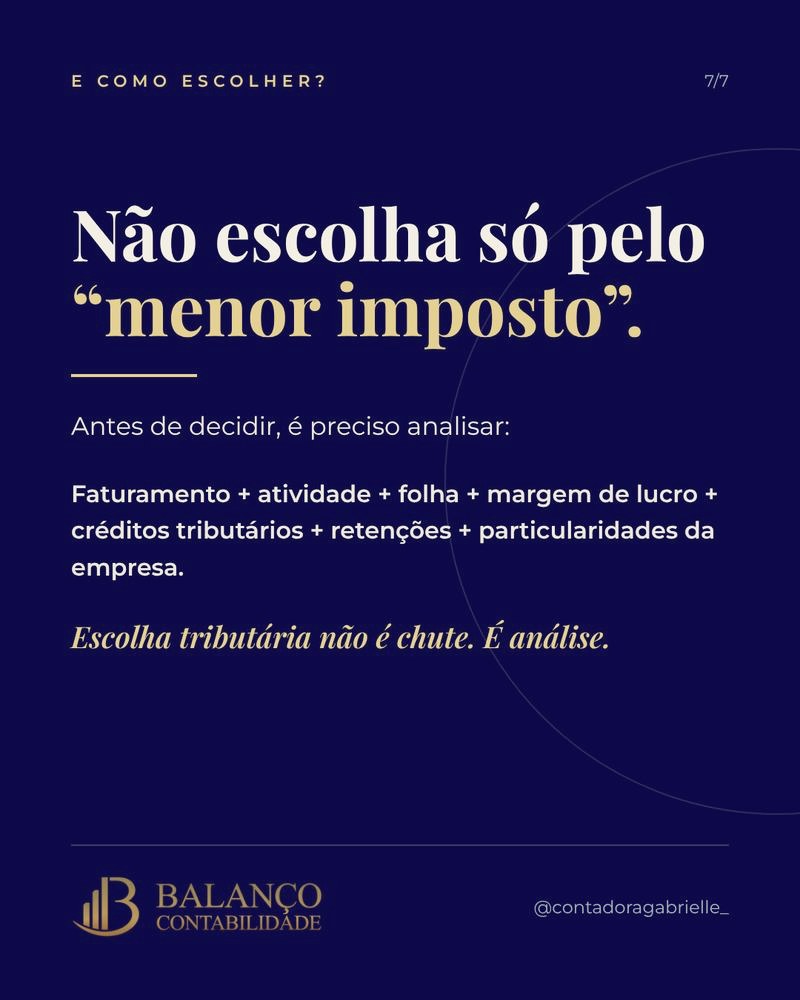 E COMO ESCOLHER?
7/7
Não escolha só pelo
“menor imposto”.
Antes de decidir, é preciso analisar:
Faturamento + atividade + folha + margem de lucro +
créditos tributários + retenções + particularidades da
empresa.
Escolha tributária não é chute. É análise.
BALANÇO
CONTABILIDADE
@contadoragabrielle_